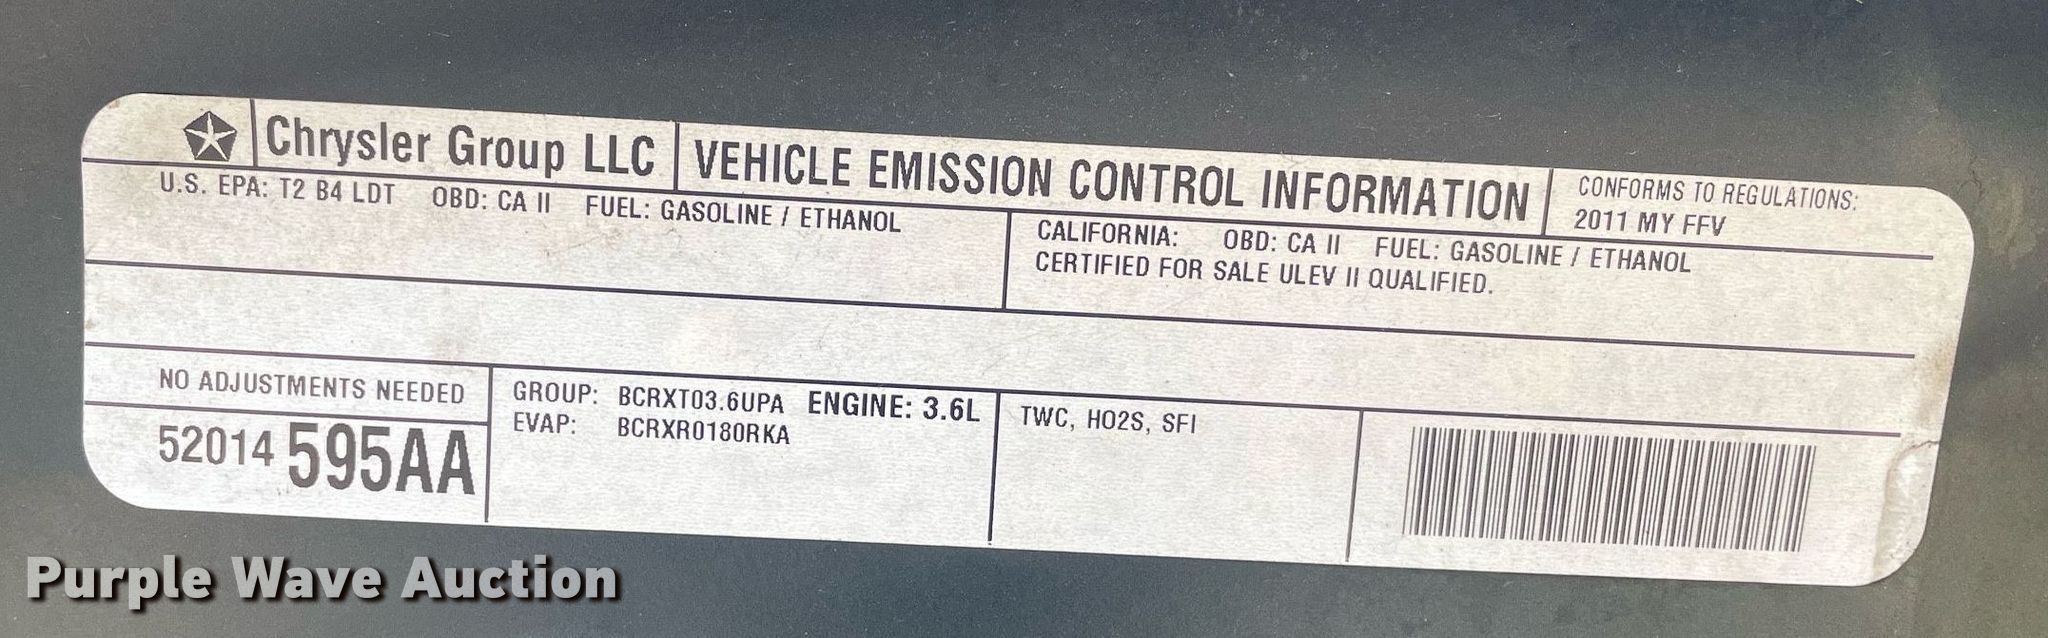 Chrysler Group LLC
VEHICLE EMISSION CONTROL INFORMATION
CONFORMS TO REGULATIONS:
2011 MY FFV
U.S. EPA: T2 B4 LDT OBD: CA II FUEL: GASOLINE / ETHANOL
CALIFORNIA: OBD: CA II FUEL: GASOLINE / ETHANOL
CERTIFIED FOR SALE ULEV II QUALIFIED.
NO ADJUSTMENTS NEEDED
52014 595AA
GROUP: BCRXT03.6UPA ENGINE: 3.6L
EVAP: BCRXR0180RKA
TWC, HO2S, SFI
Purple Wave Auction